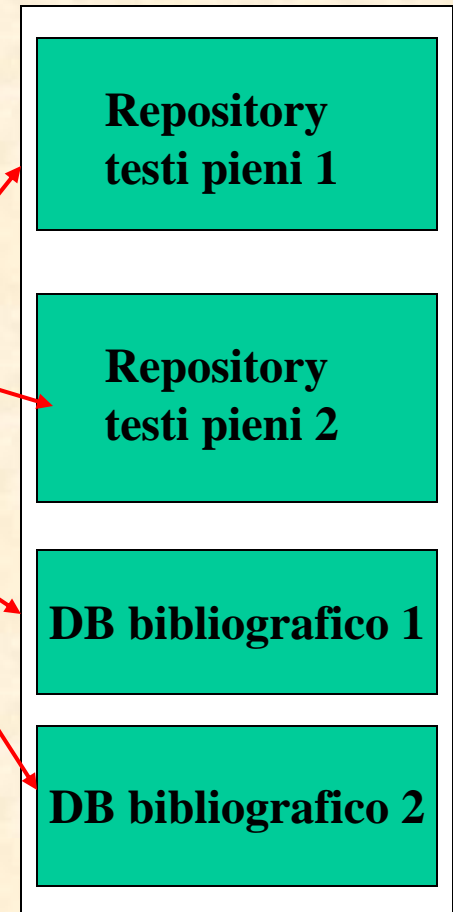 Repository
testi pieni 1
Repository
testi pieni 2
DB bibliografico 1
DB bibliografico 2